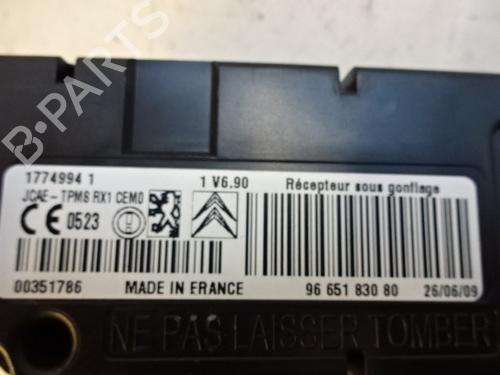 B-PARTS
1774994 1
1 V6.90
Récepteur sous gonflage
JCAE-TPMS RX1 CEM0
CE 0523
00351786
MADE IN FRANCE
96 651 830 80
26/06/09
NE PAS LAISSER TOMBER